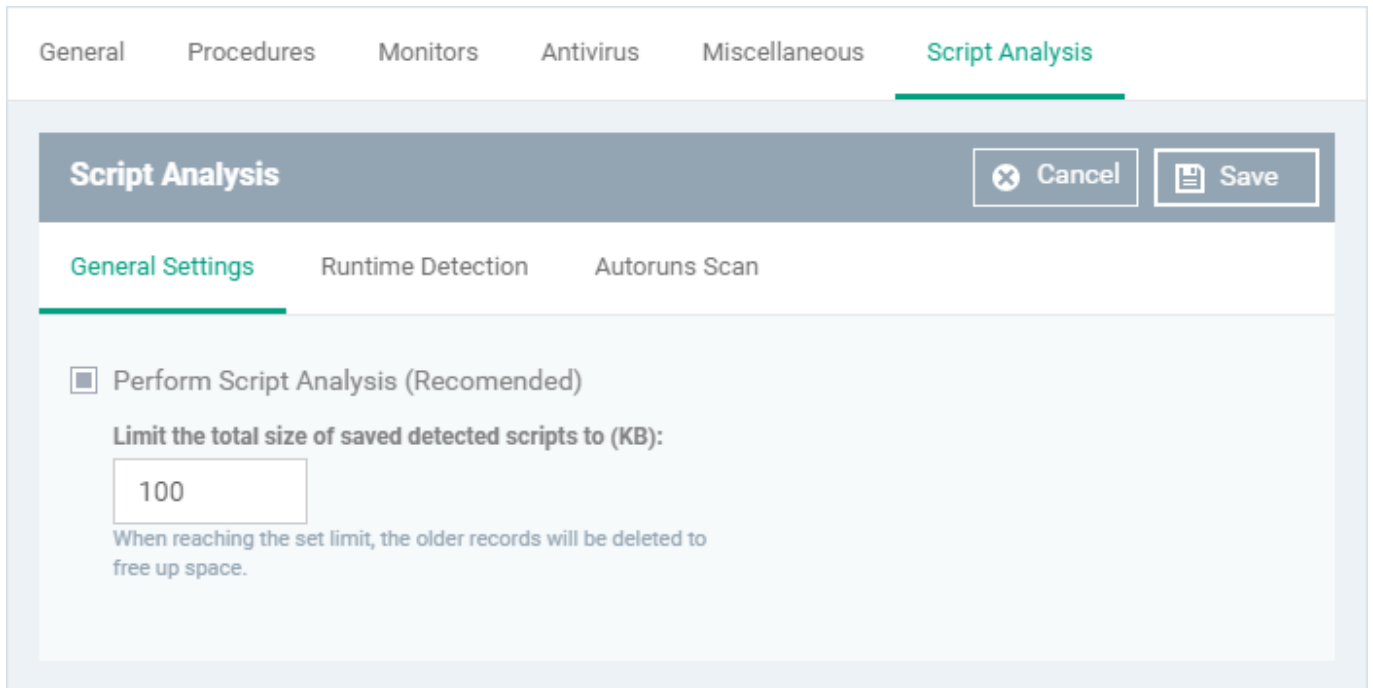 General Procedures Monitors Antivirus Miscellaneous Script Analysis
Script Analysis Cancel Save
General Settings Runtime Detection Autoruns Scan
Perform Script Analysis (Recomended)
Limit the total size of saved detected scripts to (KB):
100
When reaching the set limit, the older records will be deleted to
free up space.